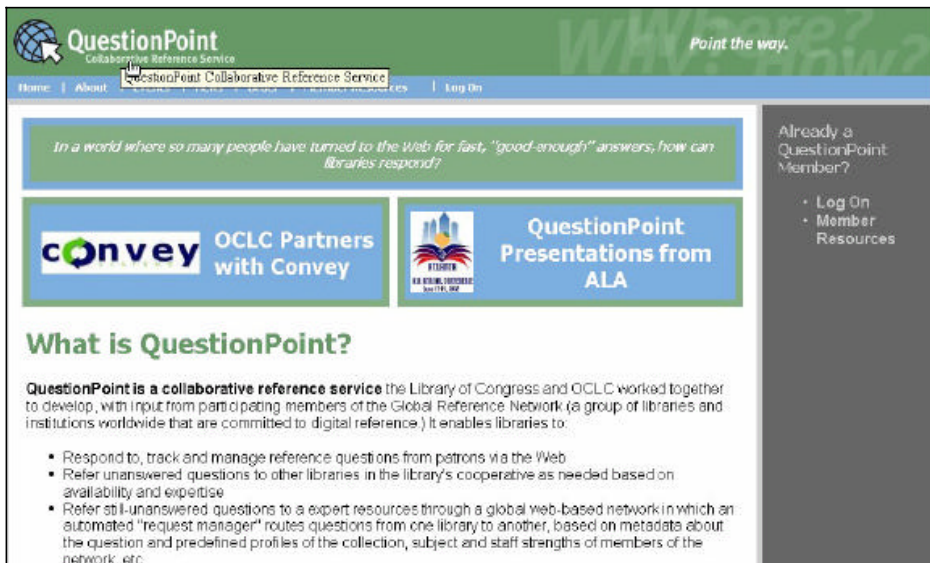 QuestionPoint
Collaborative Reference Service
Point the way.
QuestionPoint Collaborative Reference Service
Home | About | Events | News | Order | Member Resources | Log On
In a world where so many people have turned to the Web for fast, "good-enough" answers, how can
libraries respond?
convey
OCLC Partners
with Convey
ATLANTA
QuestionPoint
Presentations from
ALA
Already a
QuestionPoint
Member?
• Log On
• Member
Resources
What is QuestionPoint?
QuestionPoint is a collaborative reference service the Library of Congress and OCLC worked together
to develop, with input from participating members of the Global Reference Network (a group of libraries and
institutions worldwide that are committed to digital reference.) It enables libraries to:
• Respond to, track and manage reference questions from patrons via the Web
• Refer unanswered questions to other libraries in the library's cooperative as needed based on
availability and expertise
• Refer still-unanswered questions to a expert resources through a global web-based network in which an
automated "request manager" routes questions from one library to another, based on metadata about
the question and predefined profiles of the collection, subject and staff strengths of members of the
network, etc